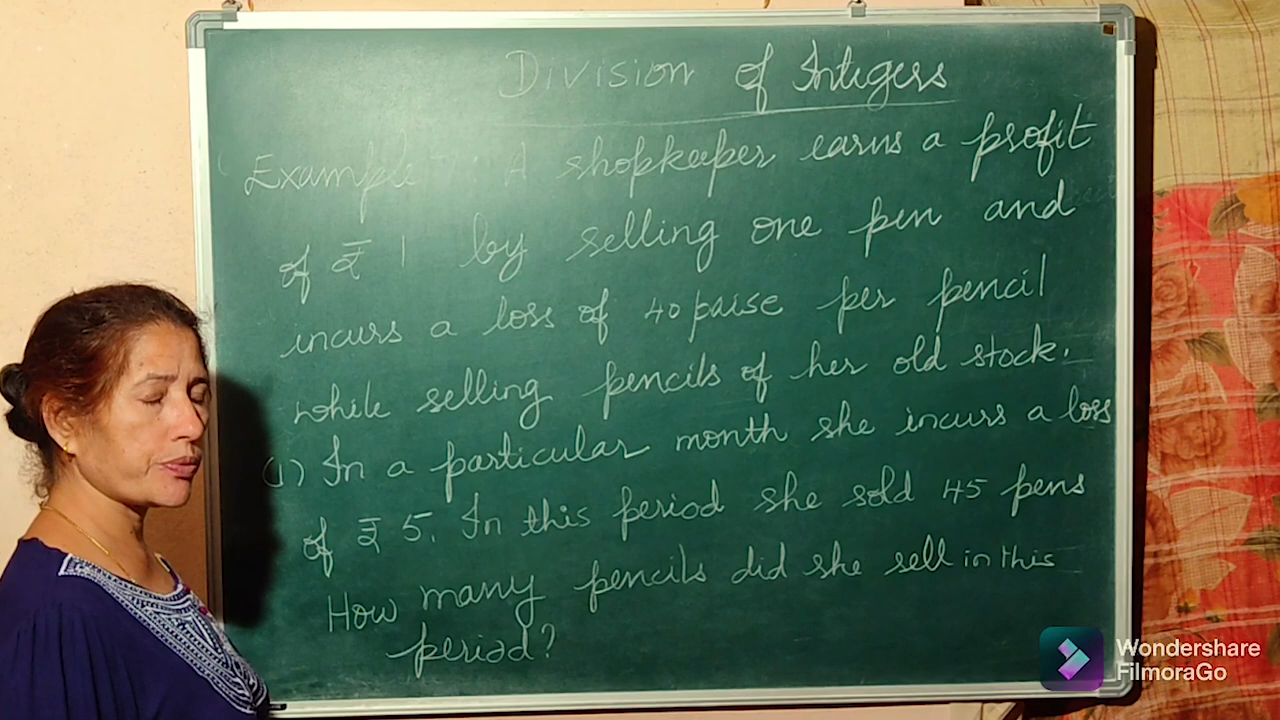 Division of Integers
Example A shopkeeper earns a profit
of ₹ 1 by selling one pen and
incurs a loss of 40 paise per pencil
while selling pencils of her old stock.
(1) In a particular month she incurs a loss
of ₹ 5. In this period she sold 45 pens
How many pencils did she sell in this
period?
Wondershare
FilmoraGo